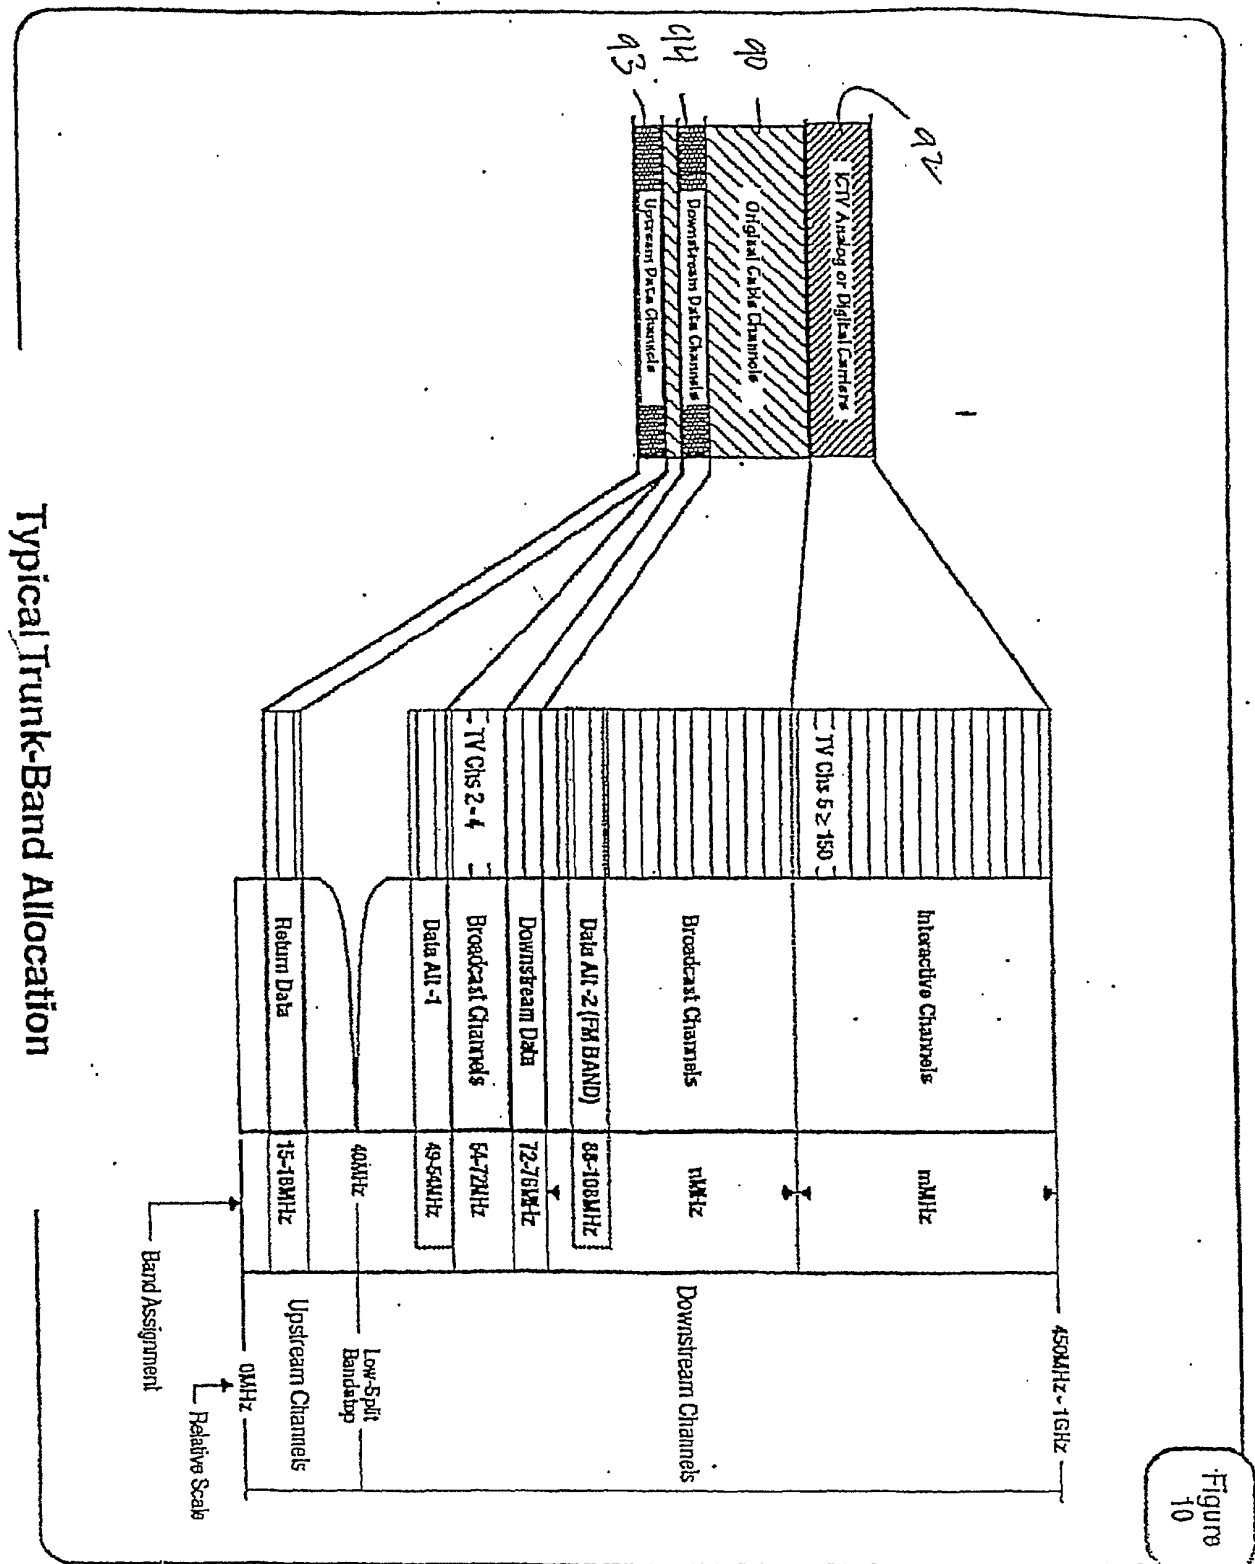 Figure
10
92
90
94
93
ICTV Analog or Digital Carriers
Original Cable Channels
Downstream Data Channels
Upstream Data Channels
TV Chs 5 ≥ 150
TV Chs 2-4
Interactive Channels
Broadcast Channels
Data Alt-2 (FM BAND)
Downstream Data
Broadcast Channels
Data Alt-1
Return Data
mMHz
nMHz
88-108MHz
72-76MHz
54-72MHz
49-54MHz
40MHz
15-18MHz
450MHz - 1GHz
Downstream Channels
Low-Split
Bandstop
Upstream Channels
0MHz
Relative Scale
Band Assignment
Typical Trunk-Band Allocation